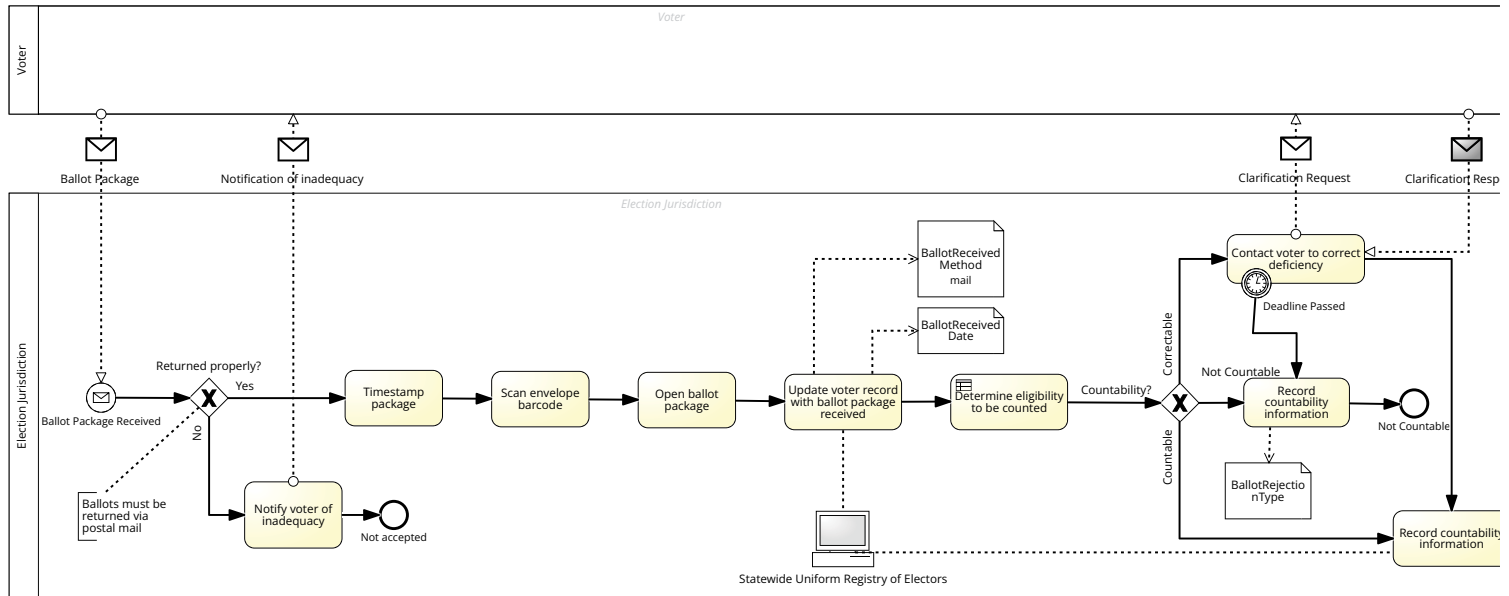 Voter
Voter
Ballot Package
Notification of inadequacy
Clarification Request
Clarification Resp
Election Jurisdiction
Election Jurisdiction
BallotReceived
Method
mail
BallotReceived
Date
Contact voter to correct
deficiency
Deadline Passed
Correctable
Returned properly?
Yes
No
Ballot Package Received
Timestamp
package
Scan envelope
barcode
Open ballot
package
Update voter record
with ballot package
received
Determine eligibility
to be counted
Countability?
Not Countable
Record
countability
information
Not Countable
Countable
BallotRejectio
nType
Ballots must be
returned via
postal mail
Notify voter of
inadequacy
Not accepted
Statewide Uniform Registry of Electors
Record countability
information